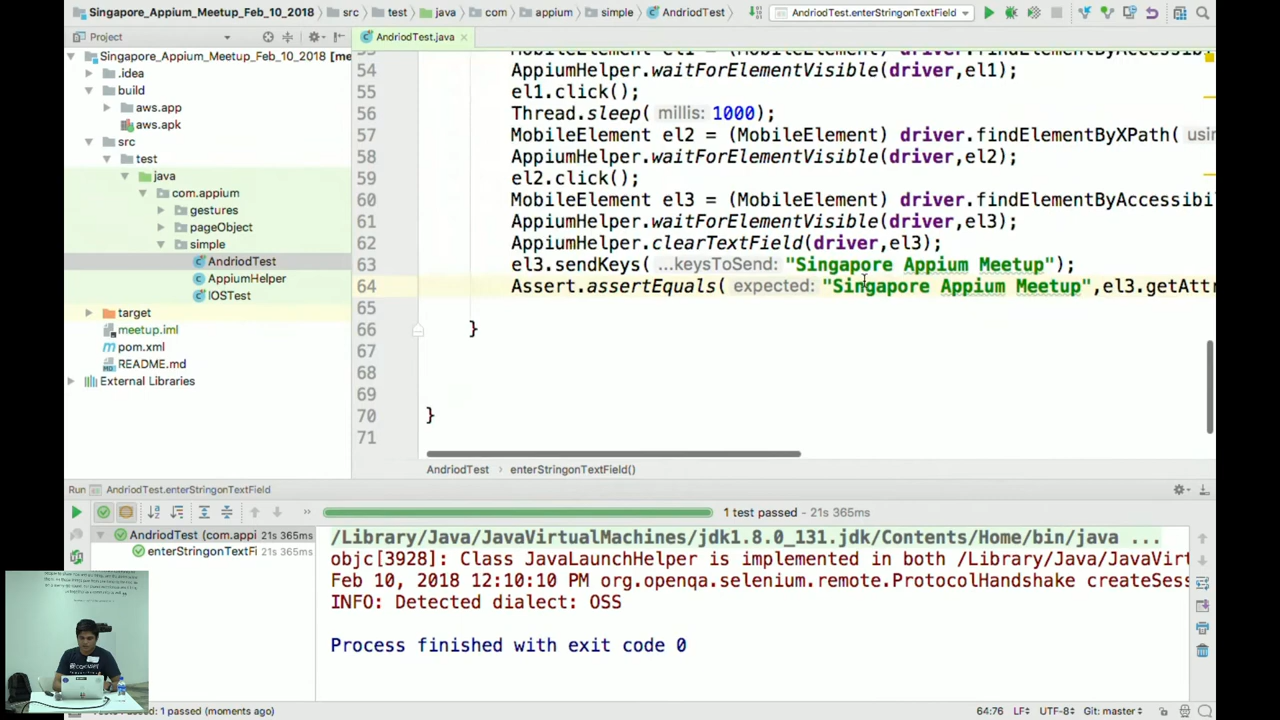 Singapore_Appium_Meetup_Feb_10_2018 src test java com appium simple AndriodTest AndriodTest.enterStringonTextField
Project
AndriodTest.java
Singapore_Appium_Meetup_Feb_10_2018 [me
.idea
build
aws.app
aws.apk
src
test
java
com.appium
gestures
pageObject
simple
AndriodTest
AppiumHelper
IOSTest
target
meetup.iml
pom.xml
README.md
External Libraries
54 AppiumHelper.waitForElementVisible(driver,el1);
55 el1.click();
56 Thread.sleep( millis: 1000);
57 MobileElement el2 = (MobileElement) driver.findElementByXPath( usin
58 AppiumHelper.waitForElementVisible(driver,el2);
59 el2.click();
60 MobileElement el3 = (MobileElement) driver.findElementByAccessibi
61 AppiumHelper.waitForElementVisible(driver,el3);
62 AppiumHelper.clearTextField(driver,el3);
63 el3.sendKeys( ...keysToSend: "Singapore Appium Meetup");
64 Assert.assertEquals( expected: "Singapore Appium Meetup",el3.getAttr
65
66 }
67
68
69
70 }
71
AndriodTest enterStringonTextField()
Run AndriodTest.enterStringonTextField
1 test passed - 21s 365ms
AndriodTest (com.appi 21s 365ms
enterStringonTextFi 21s 365ms
/Library/Java/JavaVirtualMachines/jdk1.8.0_131.jdk/Contents/Home/bin/java ...
objc[3928]: Class JavaLaunchHelper is implemented in both /Library/Java/JavaVirt
Feb 10, 2018 12:10:10 PM org.openqa.selenium.remote.ProtocolHandshake createSes
INFO: Detected dialect: OSS
Process finished with exit code 0
1 passed (moments ago)
64:76 LF UTF-8 Git: master